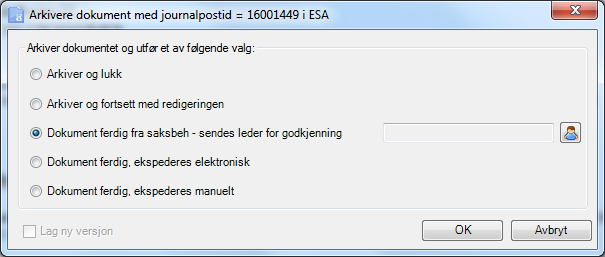 Arkivere dokument med journalpostid = 16001449 i ESA
Arkiver dokumentet og utfør et av følgende valg:
Arkiver og lukk
Arkiver og fortsett med redigeringen
Dokument ferdig fra saksbeh - sendes leder for godkjenning
Dokument ferdig, ekspederes elektronisk
Dokument ferdig, ekspederes manuelt
Lag ny versjon
OK
Avbryt